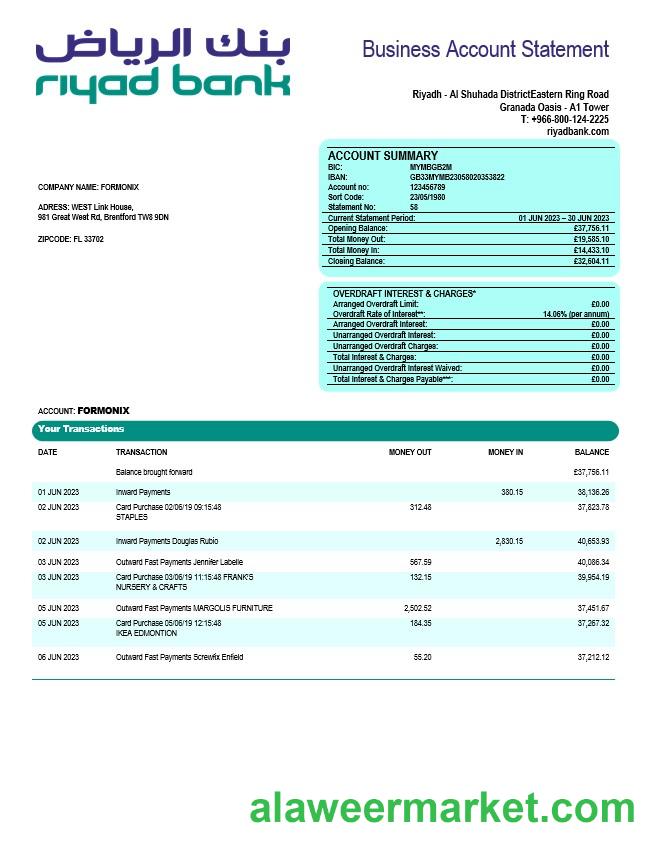 بنك الرياض
riyad bank
Business Account Statement
Riyadh - Al Shuhada DistrictEastern Ring Road
Granada Oasis - A1 Tower
T: +966-800-124-2225
riyadbank.com
COMPANY NAME: FORMONIX
ADRESS: WEST Link House,
981 Great West Rd, Brentford TW8 9DN
ZIPCODE: FL 33702
ACCOUNT SUMMARY
BIC: MYMBGB2M
IBAN: GB33MYMB23058020353822
Account no: 123456789
Sort Code: 23/05/1980
Statement No: 58
Current Statement Period: 01 JUN 2023 – 30 JUN 2023
Opening Balance: £37,756.11
Total Money Out: £19,585.10
Total Money In: £14,433.10
Closing Balance: £32,604.11
OVERDRAFT INTEREST & CHARGES*
Arranged Overdraft Limit: £0.00
Overdraft Rate of Interest**: 14.06% (per annum)
Arranged Overdraft Interest: £0.00
Unarranged Overdraft Interest: £0.00
Unarranged Overdraft Charges: £0.00
Total Interest & Charges: £0.00
Unarranged Overdraft Interest Waived: £0.00
Total Interest & Charges Payable***: £0.00
ACCOUNT: FORMONIX
Your Transactions
DATE TRANSACTION MONEY OUT MONEY IN BALANCE
Balance brought forward £37,756.11
01 JUN 2023 Inward Payments 380.15 38,136.26
02 JUN 2023 Card Purchase 02/06/19 09:15:48 312.48 37,823.78
STAPLES
02 JUN 2023 Inward Payments Douglas Rubio 2,830.15 40,653.93
03 JUN 2023 Outward Fast Payments Jennifer Labelle 567.59 40,086.34
03 JUN 2023 Card Purchase 03/06/19 11:15:48 FRANK'S 132.15 39,954.19
NURSERY & CRAFTS
05 JUN 2023 Outward Fast Payments MARGOLIS FURNITURE 2,502.52 37,451.67
05 JUN 2023 Card Purchase 05/06/19 12:15:48 184.35 37,267.32
IKEA EDMONTION
06 JUN 2023 Outward Fast Payments Screwfix Enfield 55.20 37,212.12
alaweermarket.com